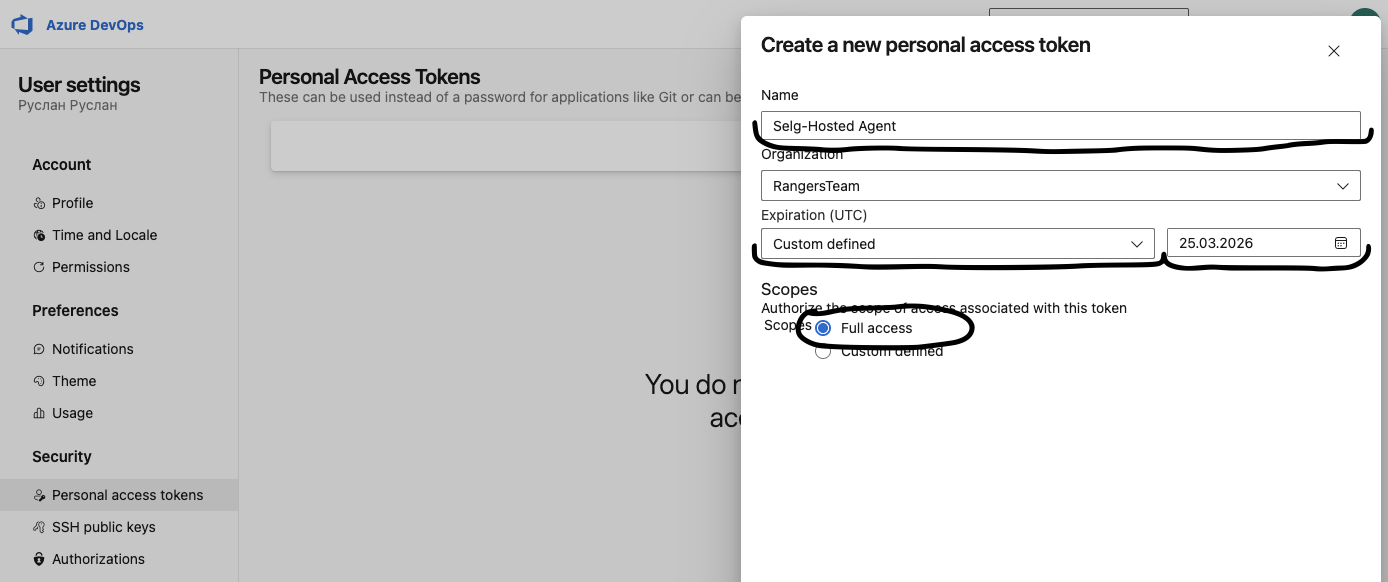 Azure DevOps
User settings
Руслан Руслан
Account
Profile
Time and Locale
Permissions
Preferences
Notifications
Theme
Usage
Security
Personal access tokens
SSH public keys
Authorizations
Personal Access Tokens
These can be used instead of a password for applications like Git or can be
You do
Create a new personal access token
Name
Selg-Hosted Agent
Organization
RangersTeam
Expiration (UTC)
Custom defined
25.03.2026
Scopes
Authorize the scope of access associated with this token
Scopes
Full access
Custom defined